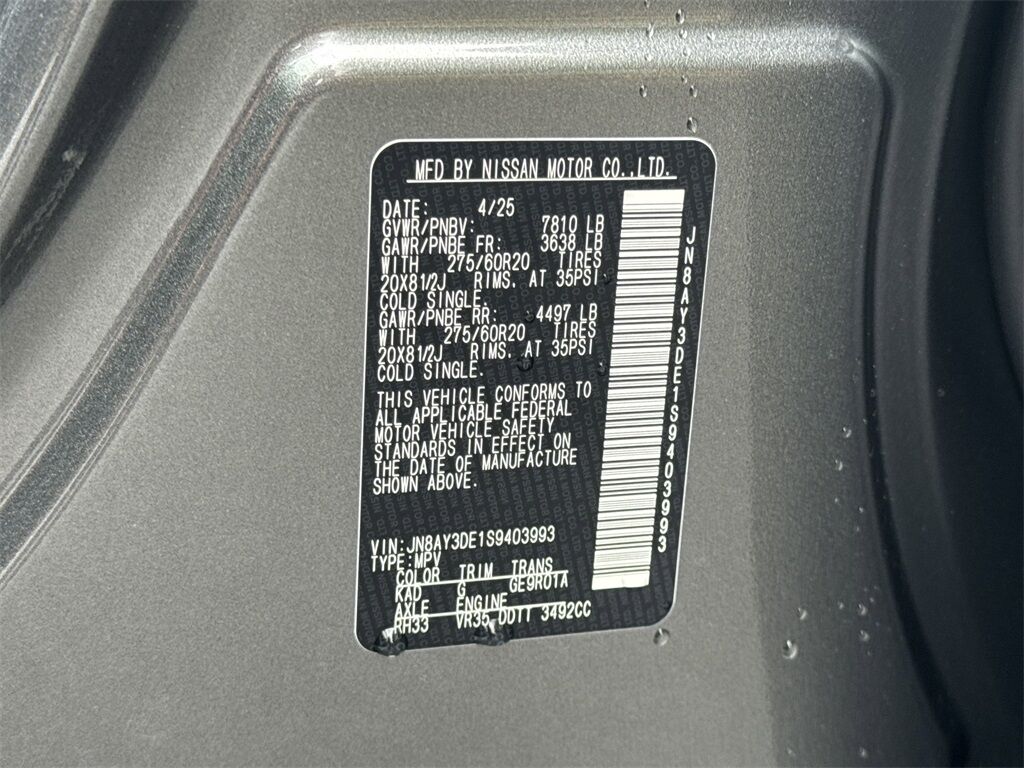 MFD BY NISSAN MOTOR CO.,LTD.
DATE: 4/25
GVWR/PNBV: 7810 LB
GAWR/PNBE FR: 3638 LB
WITH 275/60R20 TIRES
20X81/2J RIMS. AT 35PSI
COLD SINGLE.
GAWR/PNBE RR: 4497 LB
WITH 275/60R20 TIRES
20X81/2J RIMS. AT 35PSI
COLD SINGLE.
THIS VEHICLE CONFORMS TO
ALL APPLICABLE FEDERAL
MOTOR VEHICLE SAFETY
STANDARDS IN EFFECT ON
THE DATE OF MANUFACTURE
SHOWN ABOVE.
VIN:JN8AY3DE1S9403993
TYPE:MPV
COLOR TRIM TRANS
KAD G GE9R01A
AXLE ENGINE
RH33 VR35 DDTT 3492CC
JN8AY3DE1S9403993